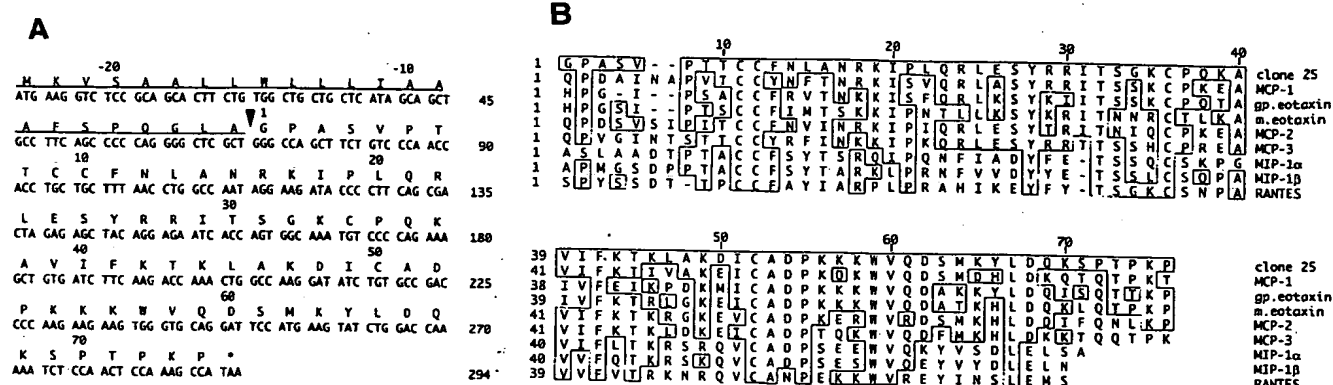 A
-20 -10
M K V S A A L L W L L L I A A
ATG AAG GTC TCC GCA GCA CTT CTG TGG CTG CTG CTC ATA GCA GCT 45
1
A F S P Q G L A G P A S V P T
GCC TTC AGC CCC CAG GGG CTC GCT GGG CCA GCT TCT GTC CCA ACC 90
10 20
T C C F N L A N R K I P L Q R
ACC TGC TGC TTT AAC CTG GCC AAT AGG AAG ATA CCC CTT CAG CGA 135
30
L E S Y R R I T S G K C P Q K
CTA GAG AGC TAC AGG AGA ATC ACC AGT GGC AAA TGT CCC CAG AAA 180
40 50
A V I F K T K L A K D I C A D
GCT GTG ATC TTC AAG ACC AAA CTG GCC AAG GAT ATC TGT GCC GAC 225
60
P K K K W V Q D S M K Y L D Q
CCC AAG AAG AAG TGG GTG CAG GAT TCC ATG AAG TAT CTG GAC CAA 270
70
K S P T P K P *
AAA TCT CCA ACT CCA AAG CCA TAA 294
B
10 20 30 40
1 G P A S V - - P T T C C F N L A N R K I P L Q R L E S Y R R I T S G K C P Q K A clone 25
1 Q P D A I N A P V T C C Y N F T N R K I S V Q R L A S Y R R I T S S K C P K E A MCP-1
1 H P G - I - - P S A C C F R V T N K K I S F Q R L K S Y K I I T S S K C P Q T A gp.eotaxin
1 H P G S I - - P T S C C F I M T S K K I P N T L L K S Y K R I T N N R C T L K A m.eotaxin
1 Q P D S V S I P I T C C F N V I N R K I P I Q R L E S Y T R I T N I Q C P K E A MCP-2
1 Q P V G I N T S T T C C Y R F I N K K I P K Q R L E S Y R R T T S S H C P R E A MCP-3
1 A S L A A D T P T A C C F S Y T S R Q I P Q N F I A D Y F E - T S S Q C S K P G MIP-1α
1 A P M G S D P P T A C C F S Y T A R K L P R N F V V D Y Y E - T S S L C S Q P A MIP-1β
1 S P Y S S D T - T P C C F A Y I A R P L P R A H I K E Y F Y - T S G K C S N P A RANTES
50 60 70
39 V I F K T K L A K D I C A D P K K K W V Q D S M K Y L D Q K S P T P K P clone 25
41 V I F K T I V A K E I C A D P K Q K W V Q D S M D H L D K Q T Q T P K T MCP-1
38 I V F E I K P D K M I C A D P K K K W V Q D A K K Y L D Q I S Q T T K P gp.eotaxin
39 I V F K T R L G K E I C A D P K K K W V Q D A T K H L D Q K L Q T P K P m.eotaxin
41 V I F K T K R G K E V C A D P K E R W V R D S M K H L D Q I F Q N L K P MCP-2
41 V I F K T K L D K E I C A D P T Q K W V Q D F M K H L D K K T Q T P K MCP-3
40 V I F L T K R S R Q V C A D P S E E W V Q K Y V S D L E L S A MIP-1α
40 V V F Q T K R S K Q V C A D P S E S W V Q E Y V Y D L E L N MIP-1β
39 V V F V T R K N R Q V C A N P E K K W V R E Y I N S L E M S RANTES